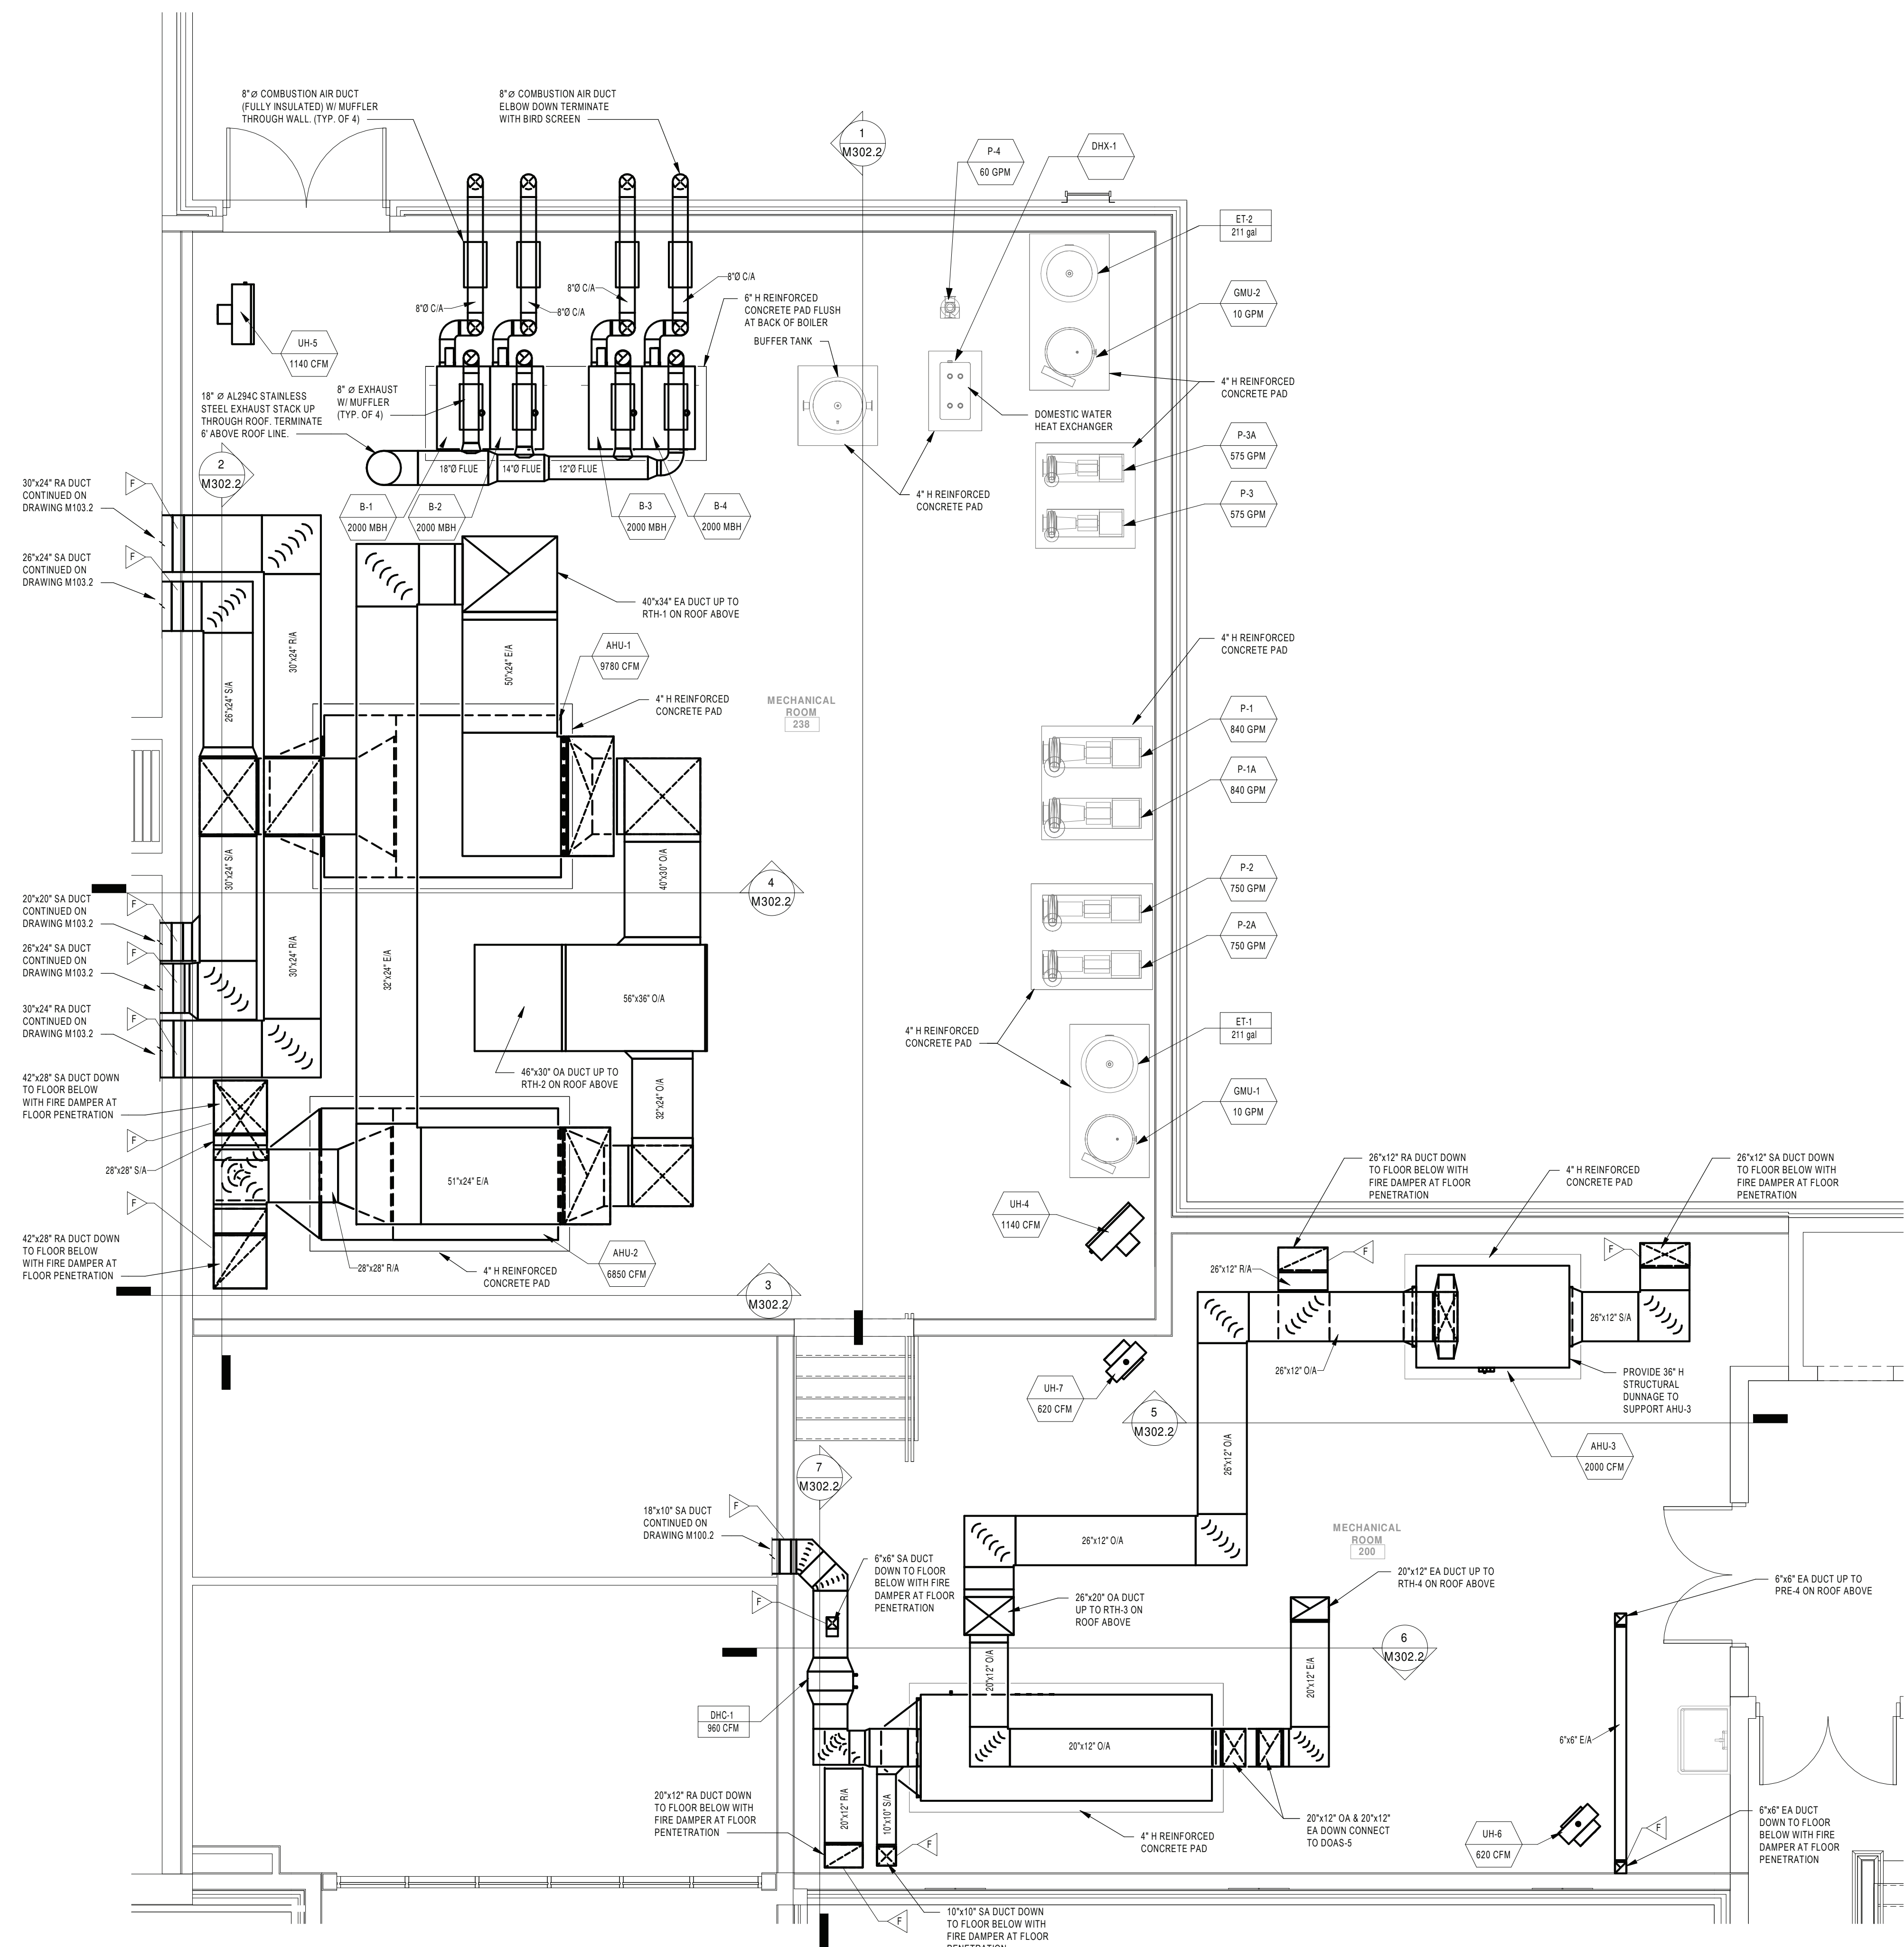 8"⌀ COMBUSTION AIR DUCT
(FULLY INSULATED) W/ MUFFLER
THROUGH WALL. (TYP. OF 4)
8"⌀ COMBUSTION AIR DUCT
ELBOW DOWN TERMINATE
WITH BIRD SCREEN
1
M302.2
P-4
60 GPM
DHX-1
ET-2
211 gal
GMU-2
10 GPM
8"Ø C/A
8"Ø C/A
8"Ø C/A
8"Ø C/A
6" H REINFORCED
CONCRETE PAD FLUSH
AT BACK OF BOILER
BUFFER TANK
UH-5
1140 CFM
18" ⌀ AL294C STAINLESS
STEEL EXHAUST STACK UP
THROUGH ROOF. TERMINATE
6' ABOVE ROOF LINE.
8" ⌀ EXHAUST
W/ MUFFLER
(TYP. OF 4)
4" H REINFORCED
CONCRETE PAD
DOMESTIC WATER
HEAT EXCHANGER
P-3A
575 GPM
P-3
575 GPM
2
M302.2
18"Ø FLUE
14"Ø FLUE
12"Ø FLUE
4" H REINFORCED
CONCRETE PAD
B-1
2000 MBH
B-2
2000 MBH
B-3
2000 MBH
B-4
2000 MBH
30"x24" RA DUCT
CONTINUED ON
DRAWING M103.2
F
26"x24" SA DUCT
CONTINUED ON
DRAWING M103.2
F
40"x34" EA DUCT UP TO
RTH-1 ON ROOF ABOVE
30"x24" R/A
26"x24" S/A
50"x24" E/A
AHU-1
9780 CFM
4" H REINFORCED
CONCRETE PAD
MECHANICAL
ROOM
238
4" H REINFORCED
CONCRETE PAD
P-1
840 GPM
P-1A
840 GPM
30"x24" S/A
40"x30" O/A
4
M302.2
20"x20" SA DUCT
CONTINUED ON
DRAWING M103.2
F
26"x24" SA DUCT
CONTINUED ON
DRAWING M103.2
F
30"x24" RA DUCT
CONTINUED ON
DRAWING M103.2
F
30"x24" R/A
32"x24" E/A
56"x36" O/A
P-2
750 GPM
P-2A
750 GPM
4" H REINFORCED
CONCRETE PAD
ET-1
211 gal
GMU-1
10 GPM
46"x30" OA DUCT UP TO
RTH-2 ON ROOF ABOVE
32"x24" O/A
42"x28" SA DUCT DOWN
TO FLOOR BELOW
WITH FIRE DAMPER AT
FLOOR PENETRATION
F
28"x28" S/A
F
51"x24" E/A
42"x28" RA DUCT DOWN
TO FLOOR BELOW
WITH FIRE DAMPER AT
FLOOR PENETRATION
28"x28" R/A
4" H REINFORCED
CONCRETE PAD
AHU-2
6850 CFM
3
M302.2
UH-4
1140 CFM
26"x12" RA DUCT DOWN
TO FLOOR BELOW WITH
FIRE DAMPER AT FLOOR
PENETRATION
4" H REINFORCED
CONCRETE PAD
26"x12" SA DUCT DOWN
TO FLOOR BELOW WITH
FIRE DAMPER AT FLOOR
PENETRATION
F
F
26"x12" R/A
26"x12" S/A
26"x12" O/A
PROVIDE 36" H
STRUCTURAL
DUNNAGE TO
SUPPORT AHU-3
UH-7
620 CFM
5
M302.2
26"x12" O/A
AHU-3
2000 CFM
7
M302.2
18"x10" SA DUCT
CONTINUED ON
DRAWING M100.2
F
6"x6" SA DUCT
DOWN TO FLOOR
BELOW WITH FIRE
DAMPER AT FLOOR
PENETRATION
F
26"x12" O/A
MECHANICAL
ROOM
200
20"x12" EA DUCT UP TO
RTH-4 ON ROOF ABOVE
6"x6" EA DUCT UP TO
PRE-4 ON ROOF ABOVE
26"x20" OA DUCT
UP TO RTH-3 ON
ROOF ABOVE
6
M302.2
20"x12" O/A
20"x12" E/A
DHC-1
960 CFM
20"x12" O/A
6"x6" E/A
20"x12" RA DUCT DOWN
TO FLOOR BELOW WITH
FIRE DAMPER AT FLOOR
PENTETRATION
20"x12" R/A
10"x10" S/A
F
4" H REINFORCED
CONCRETE PAD
20"x12" OA & 20"x12"
EA DOWN CONNECT
TO DOAS-5
UH-6
620 CFM
F
6"x6" EA DUCT
DOWN TO FLOOR
BELOW WITH FIRE
DAMPER AT FLOOR
PENETRATION
F
10"x10" SA DUCT DOWN
TO FLOOR BELOW WITH
FIRE DAMPER AT FLOOR
PENETRATION